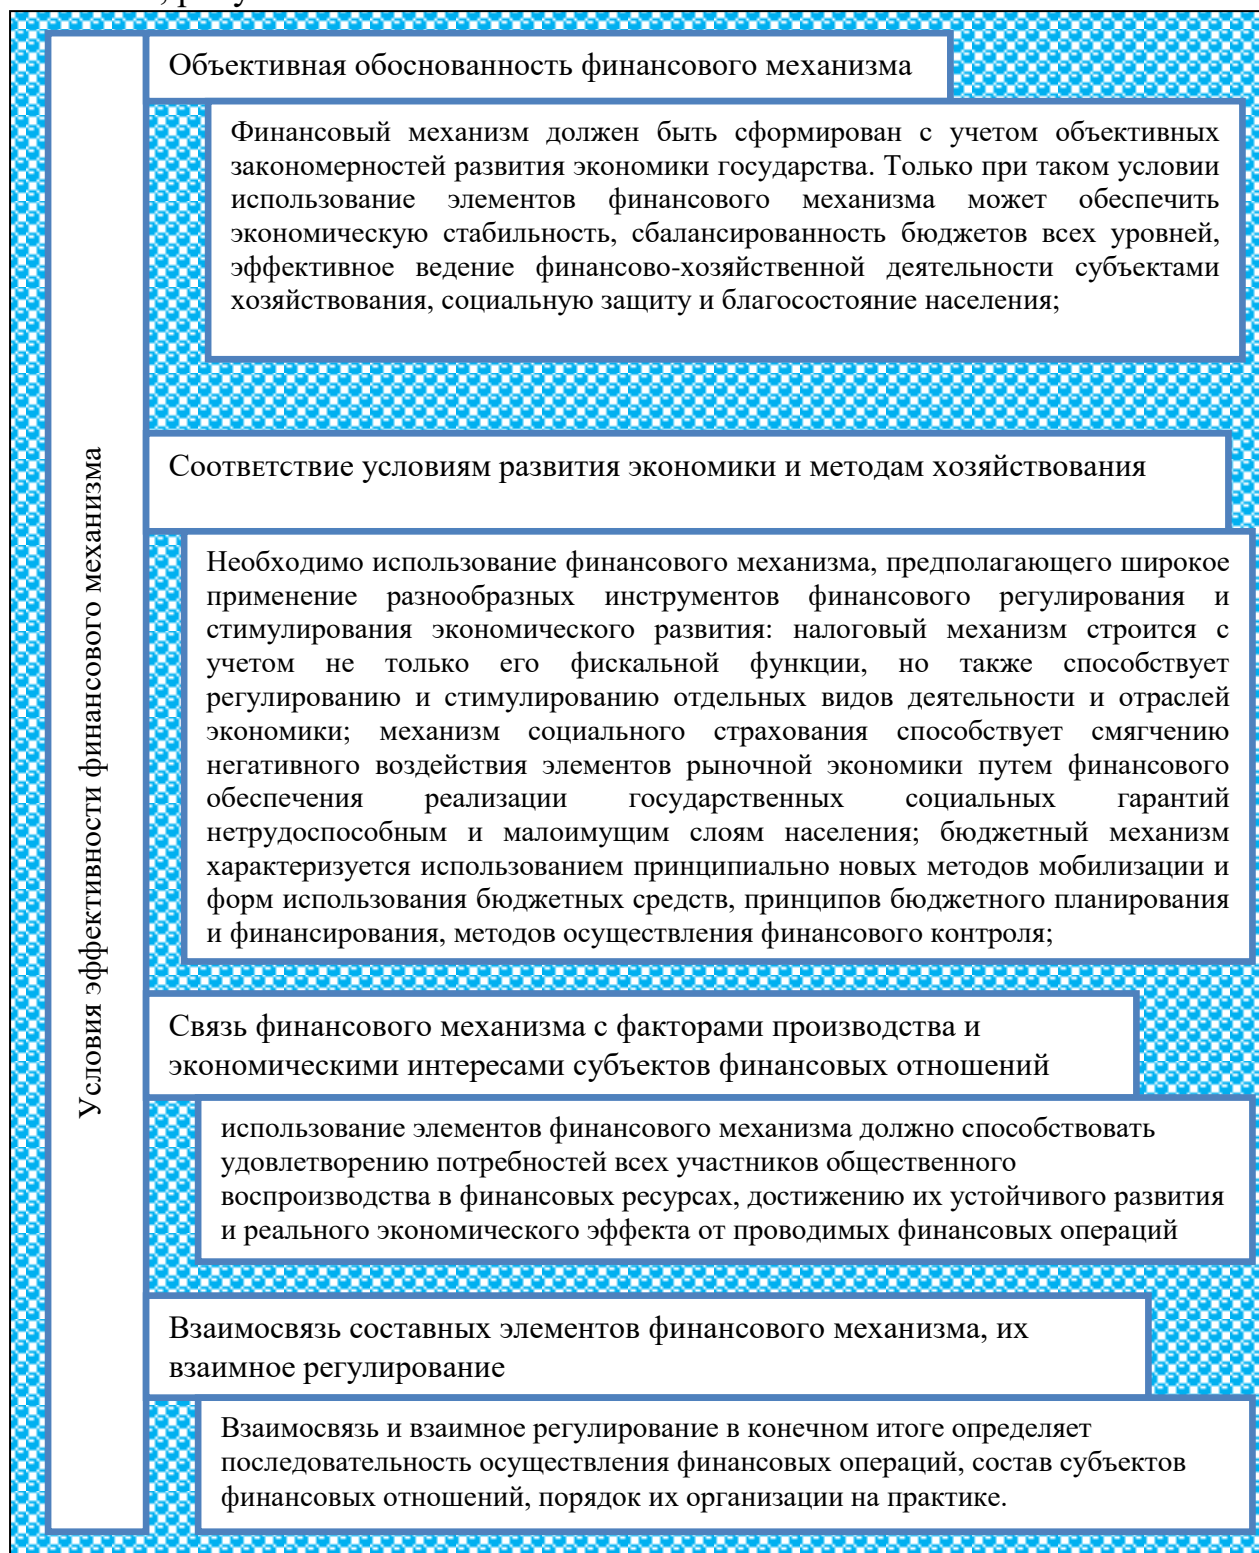 Условия эффективности финансового механизма
Объективная обоснованность финансового механизма
Финансовый механизм должен быть сформирован с учетом объективных
закономерностей развития экономики государства. Только при таком условии
использование элементов финансового механизма может обеспечить
экономическую стабильность, сбалансированность бюджетов всех уровней,
эффективное ведение финансово-хозяйственной деятельности субъектами
хозяйствования, социальную защиту и благосостояние населения;
Соответствие условиям развития экономики и методам хозяйствования
Необходимо использование финансового механизма, предполагающего широкое
применение разнообразных инструментов финансового регулирования и
стимулирования экономического развития: налоговый механизм строится с
учетом не только его фискальной функции, но также способствует
регулированию и стимулированию отдельных видов деятельности и отраслей
экономики; механизм социального страхования способствует смягчению
негативного воздействия элементов рыночной экономики путем финансового
обеспечения реализации государственных социальных гарантий
нетрудоспособным и малоимущим слоям населения; бюджетный механизм
характеризуется использованием принципиально новых методов мобилизации и
форм использования бюджетных средств, принципов бюджетного планирования
и финансирования, методов осуществления финансового контроля;
Связь финансового механизма с факторами производства и
экономическими интересами субъектов финансовых отношений
использование элементов финансового механизма должно способствовать
удовлетворению потребностей всех участников общественного
воспроизводства в финансовых ресурсах, достижению их устойчивого развития
и реального экономического эффекта от проводимых финансовых операций
Взаимосвязь составных элементов финансового механизма, их
взаимное регулирование
Взаимосвязь и взаимное регулирование в конечном итоге определяет
последовательность осуществления финансовых операций, состав субъектов
финансовых отношений, порядок их организации на практике.